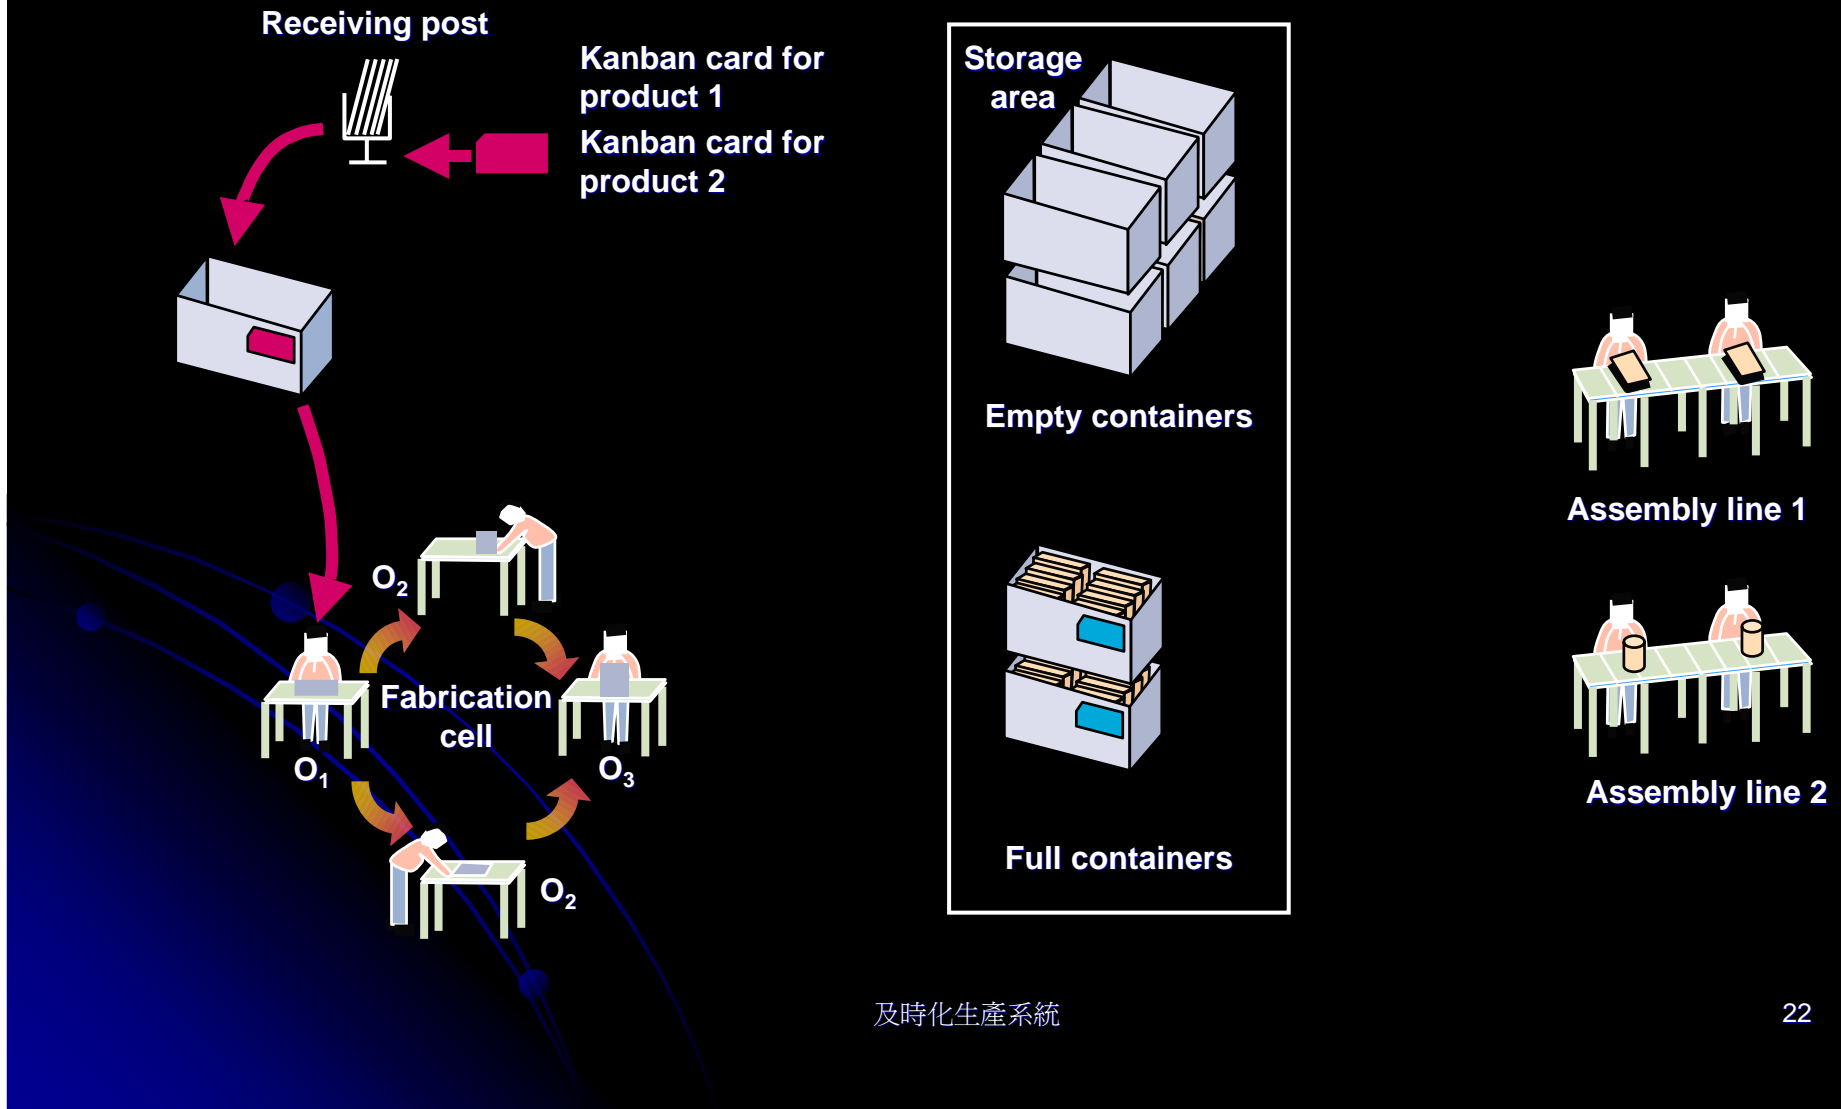 Receiving post
Kanban card for
product 1
Kanban card for
product 2
Storage
area
Empty containers
Assembly line 1
O₂
Fabrication
cell
O₁
O₃
Assembly line 2
Full containers
O₂
及時化生產系統
22